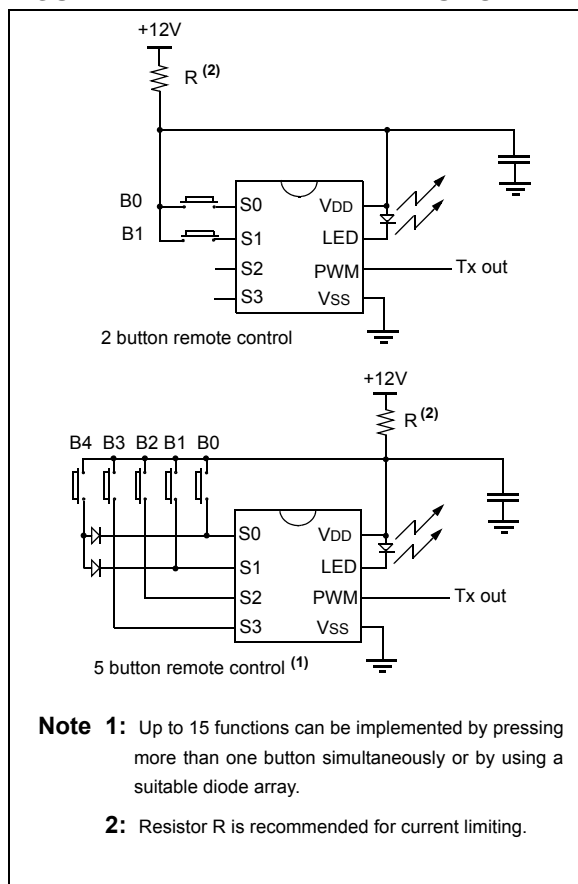 +12V
R (2)
B0
B1
S0
S1
S2
S3
VDD
LED
PWM
VSS
Tx out
2 button remote control
+12V
R (2)
B4 B3 B2 B1 B0
S0
S1
S2
S3
VDD
LED
PWM
VSS
Tx out
5 button remote control (1)
Note 1: Up to 15 functions can be implemented by pressing
more than one button simultaneously or by using a
suitable diode array.
2: Resistor R is recommended for current limiting.